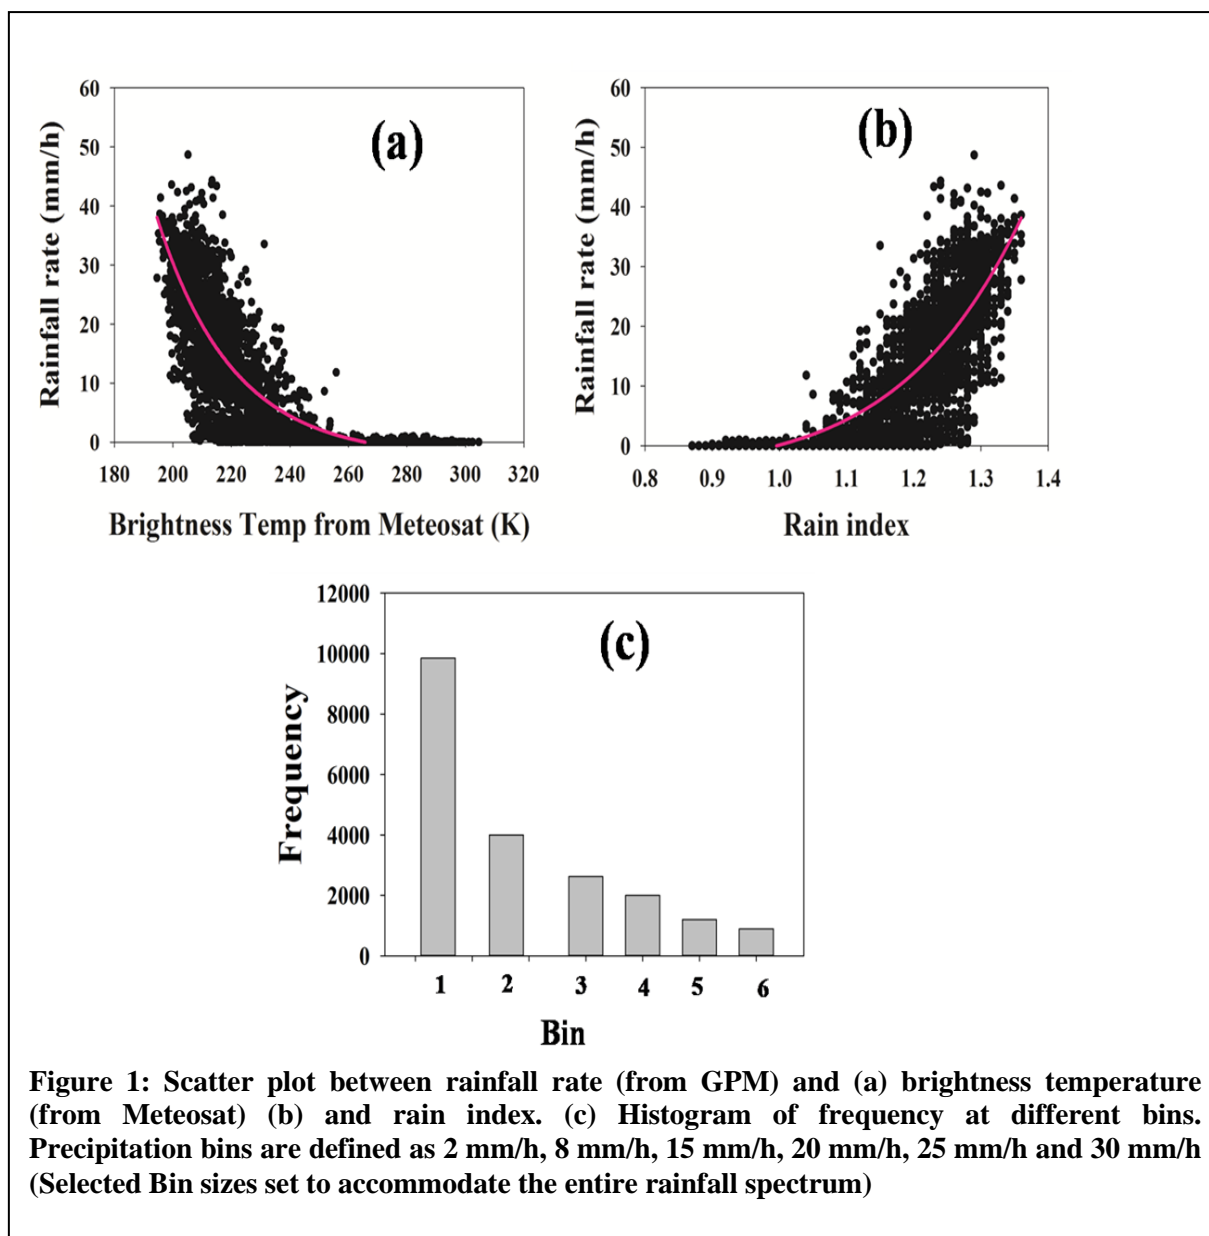 60
50
40
30
20
10
0
Rainfall rate (mm/h)
(a)
180 200 220 240 260 280 300 320
Brightness Temp from Meteosat (K)
60
50
40
30
20
10
0
Rainfall rate (mm/h)
(b)
0.8 0.9 1.0 1.1 1.2 1.3 1.4
Rain index
12000
10000
8000
6000
4000
2000
0
Frequency
(c)
1 2 3 4 5 6
Bin
Figure 1: Scatter plot between rainfall rate (from GPM) and (a) brightness temperature
(from Meteosat) (b) and rain index. (c) Histogram of frequency at different bins.
Precipitation bins are defined as 2 mm/h, 8 mm/h, 15 mm/h, 20 mm/h, 25 mm/h and 30 mm/h
(Selected Bin sizes set to accommodate the entire rainfall spectrum)